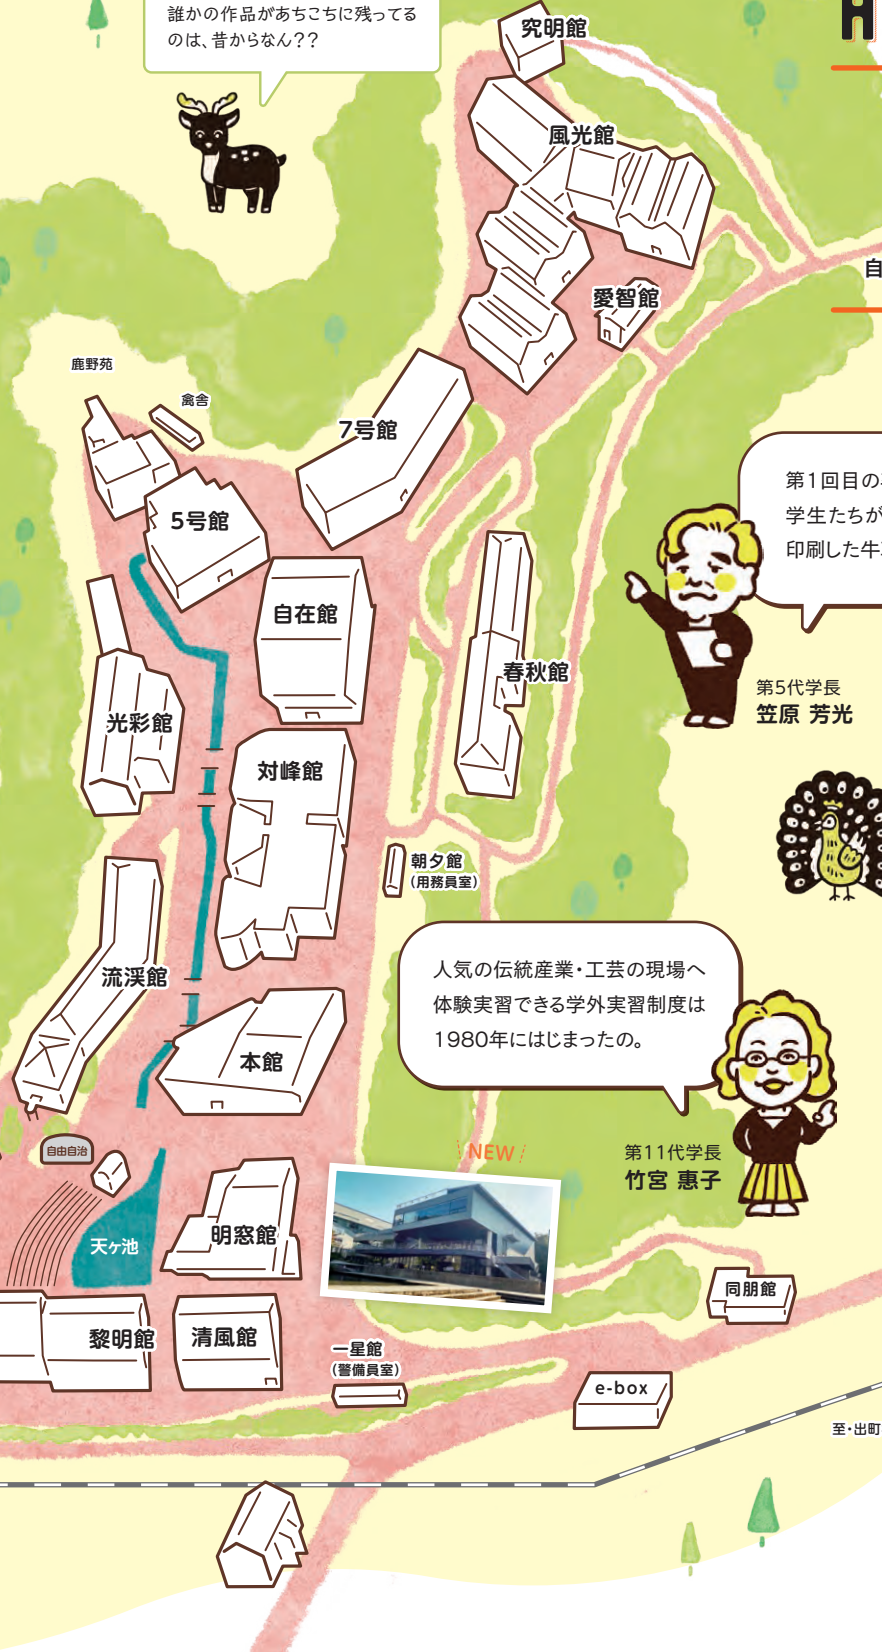 誰かの作品があちこちに残ってる
のは、昔からなん??
究明館
風光館
自
愛智館
鹿野苑
禽舎
7号館
第1回目の
学生たちが
印刷した牛
5号館
自在館
春秋館
第5代学長
笠原 芳光
光彩館
対峰館
朝夕館
(用務員室)
流渓館
人気の伝統産業・工芸の現場へ
体験実習できる学外実習制度は
1980年にはじまったの。
本館
自由自治
NEW
第11代学長
竹宮 惠子
天ヶ池
明窓館
同朋館
黎明館
清風館
一星館
(警備員室)
e-box
至・出町